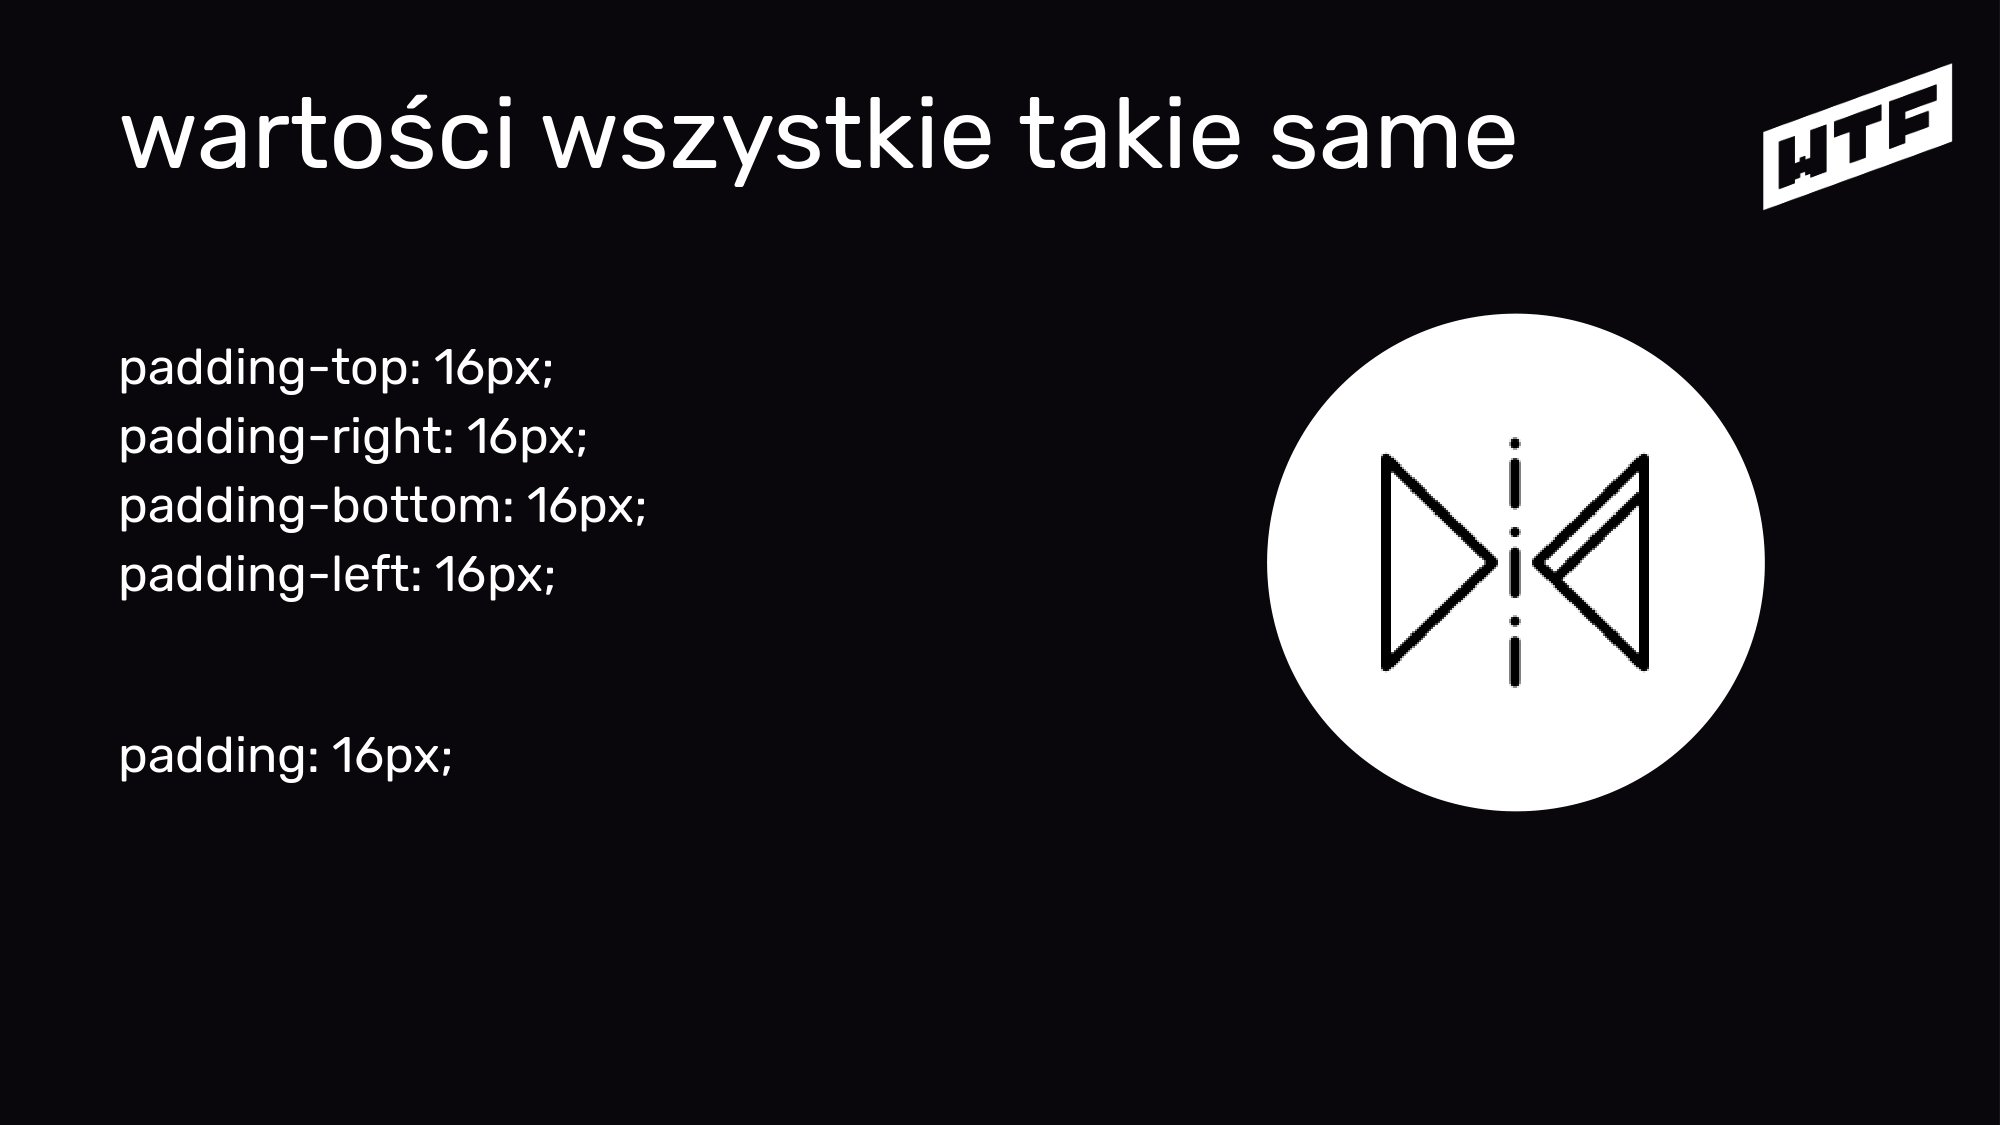 wartości wszystkie takie same
WTF
padding-top: 16px;
padding-right: 16px;
padding-bottom: 16px;
padding-left: 16px;
padding: 16px;